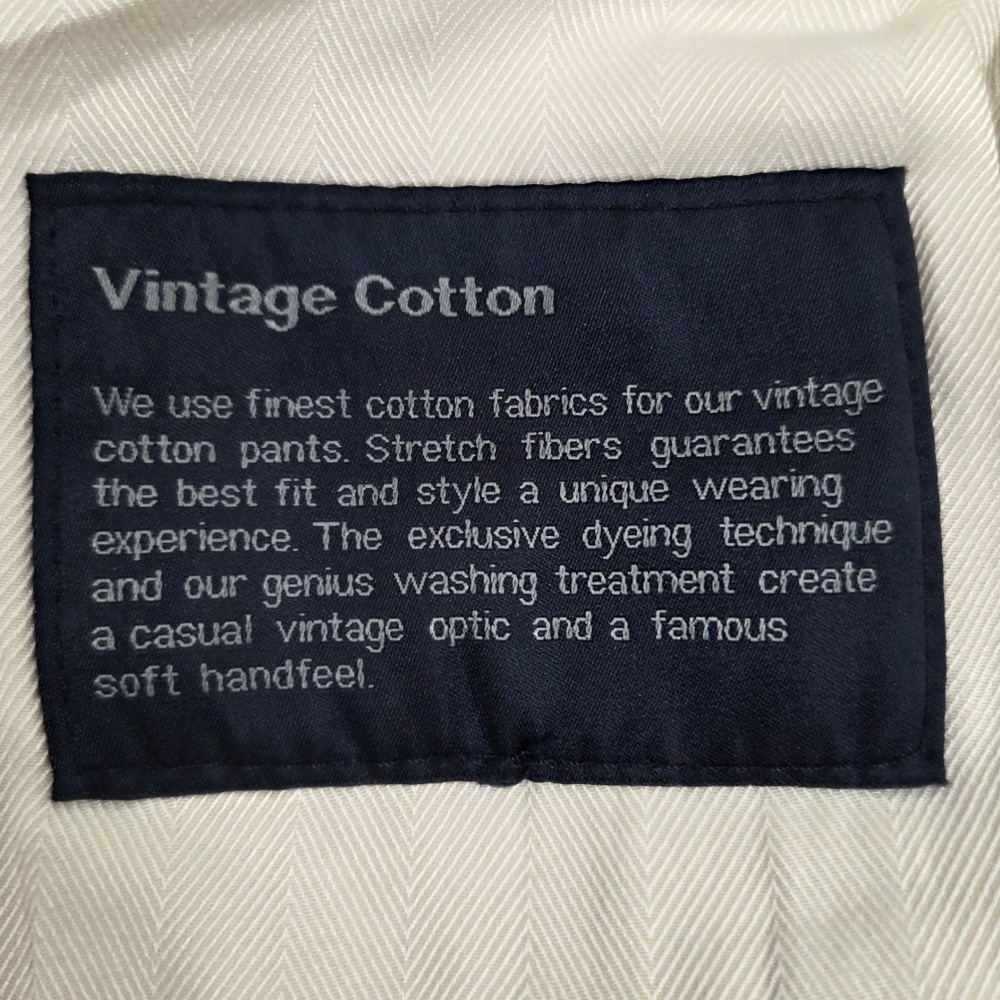 Vintage Cotton
We use finest cotton fabrics for our vintage
cotton pants. Stretch fibers guarantees
the best fit and style a unique wearing
experience. The exclusive dyeing technique
and our genius washing treatment create
a casual vintage optic and a famous
soft handfeel.